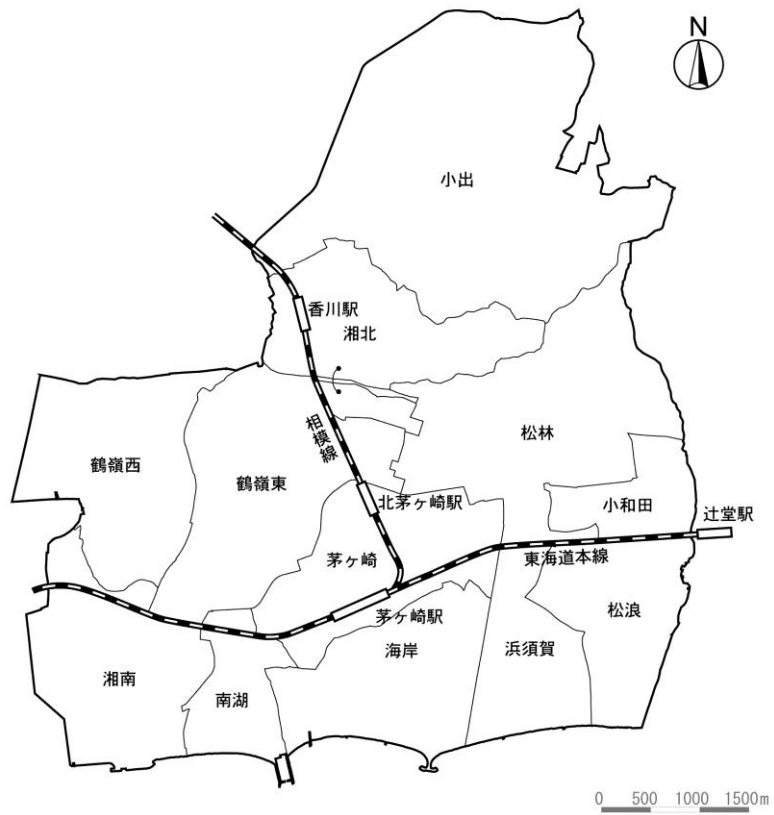 N
小出
香川駅
湘北
相模線
松林
鶴嶺西
鶴嶺東
北茅ヶ崎駅
小和田
辻堂駅
茅ヶ崎
東海道本線
茅ヶ崎駅
松浪
海岸
浜須賀
湘南
南湖
0 500 1000 1500m